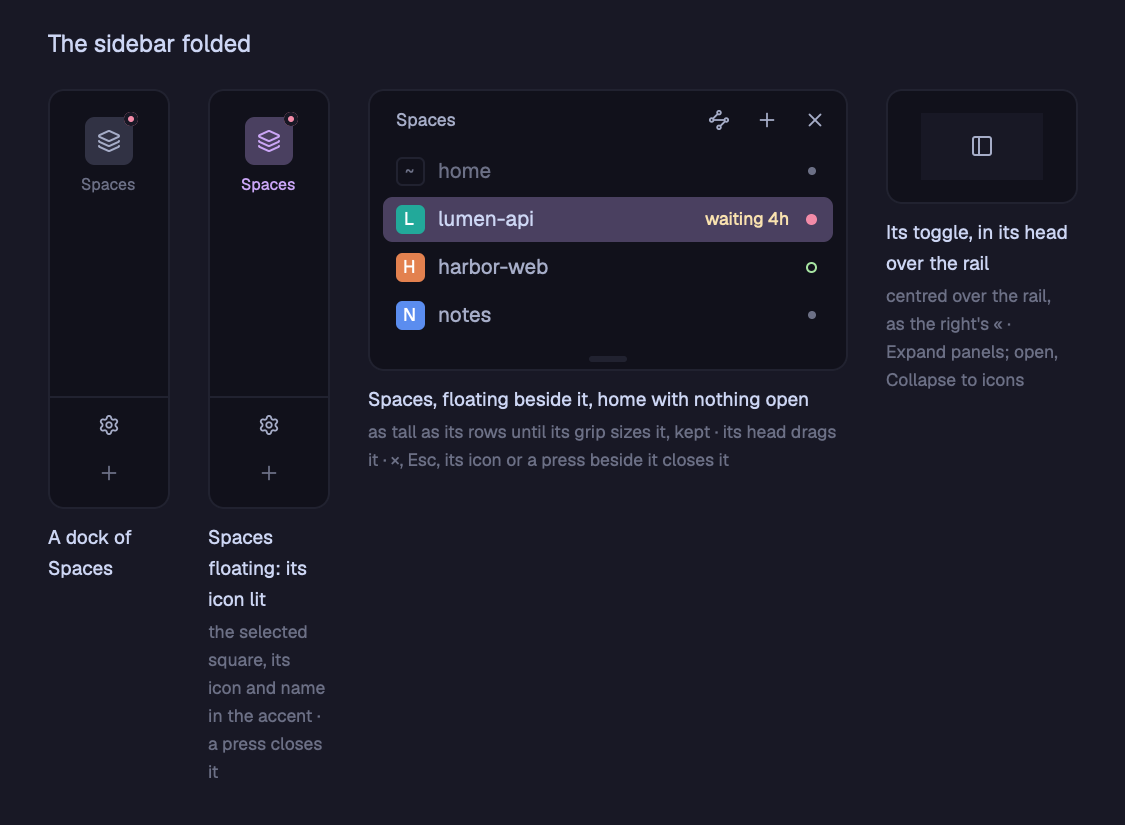 The sidebar folded
Spaces
Spaces
Spaces
~ home
L lumen-api waiting 4h
H harbor-web
N notes
A dock of
Spaces
Spaces
floating: its
icon lit
the selected
square, its
icon and name
in the accent ·
a press closes
it
Spaces, floating beside it, home with nothing open
as tall as its rows until its grip sizes it, kept · its head drags
it · ×, Esc, its icon or a press beside it closes it
Its toggle, in its head
over the rail
centred over the rail,
as the right's « ·
Expand panels; open,
Collapse to icons